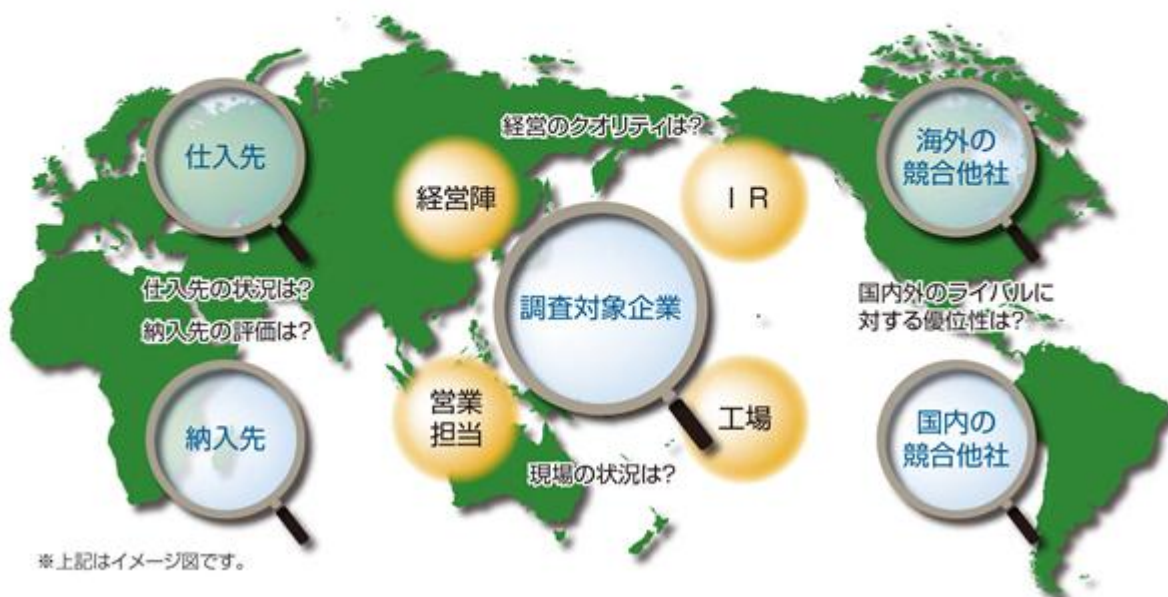 経営のクオリティは?
仕入先
海外の
競合他社
経営陣
IR
仕入先の状況は?
納入先の評価は?
調査対象企業
国内外のライバルに
対する優位性は?
営業
担当
工場
納入先
国内の
競合他社
現場の状況は?
※上記はイメージ図です。